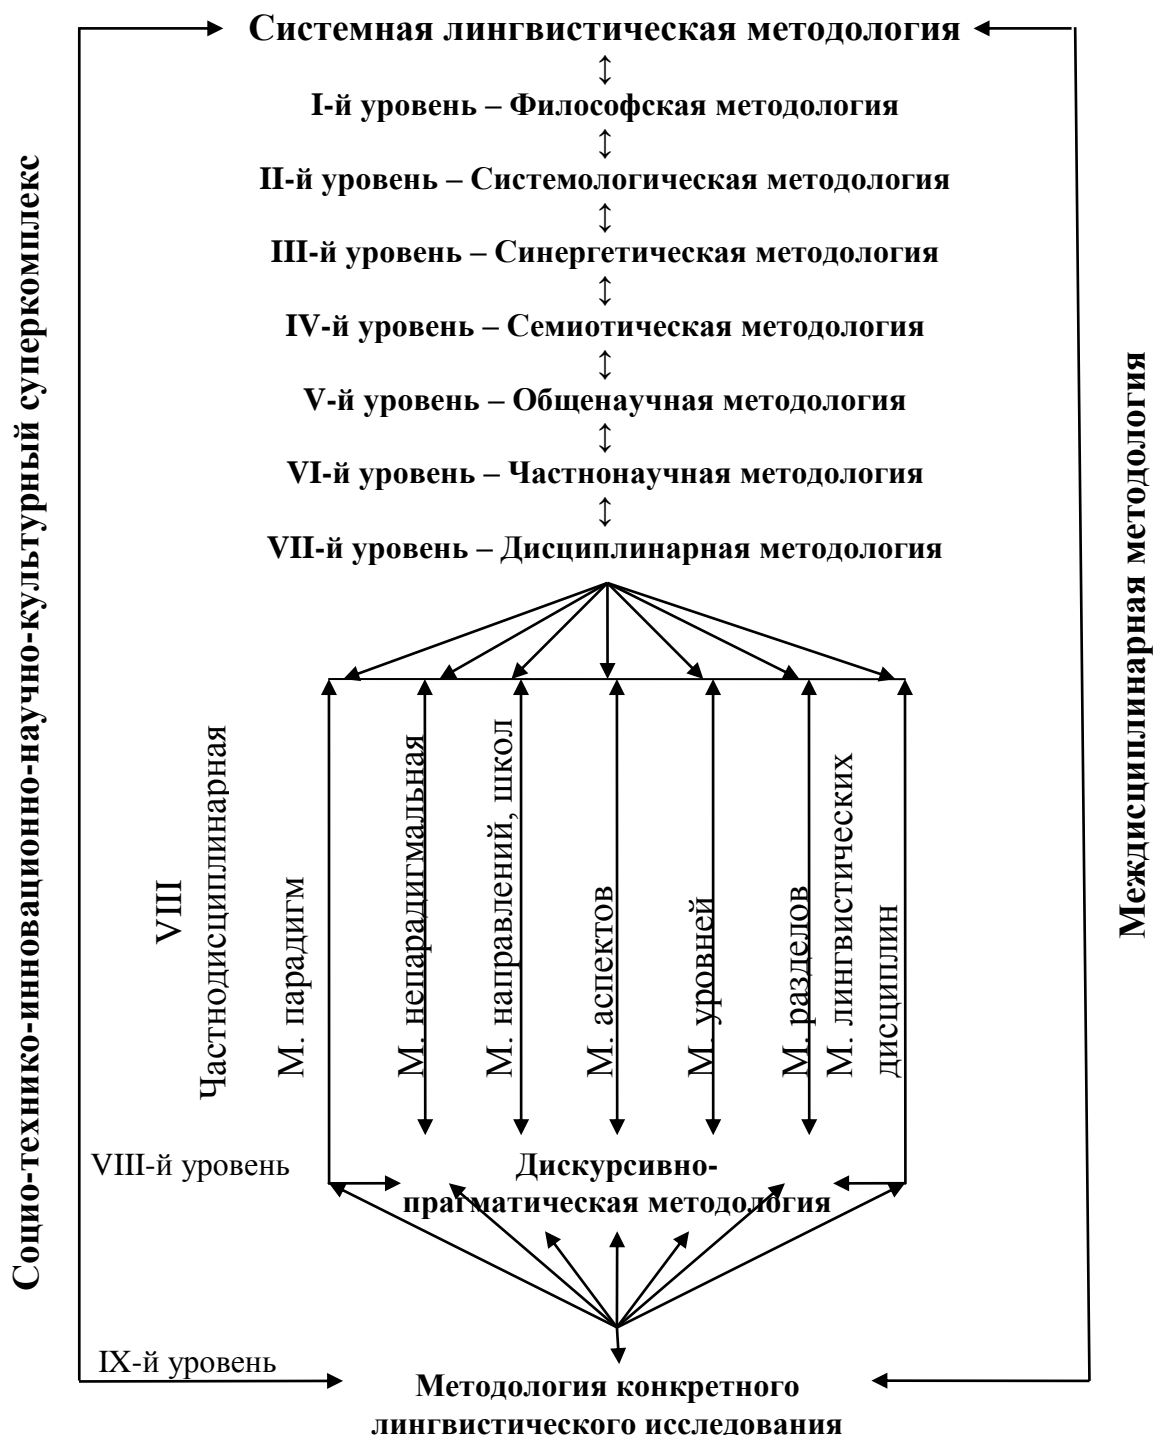 Системная лингвистическая методология
I-й уровень – Философская методология
II-й уровень – Системологическая методология
III-й уровень – Синергетическая методология
IV-й уровень – Семиотическая методология
V-й уровень – Общенаучная методология
VI-й уровень – Частнонаучная методология
VII-й уровень – Дисциплинарная методология
Социо-технико-инновационно-научно-культурный суперкомплекс
Междисциплинарная методология
VIII
Частнодисциплинарная
М. парадигм
М. непарадигмальная
М. направлений, школ
М. аспектов
М. уровней
М. разделов
М. лингвистических
дисциплин
VIII-й уровень
Дискурсивно-
прагматическая методология
IX-й уровень
Методология конкретного
лингвистического исследования